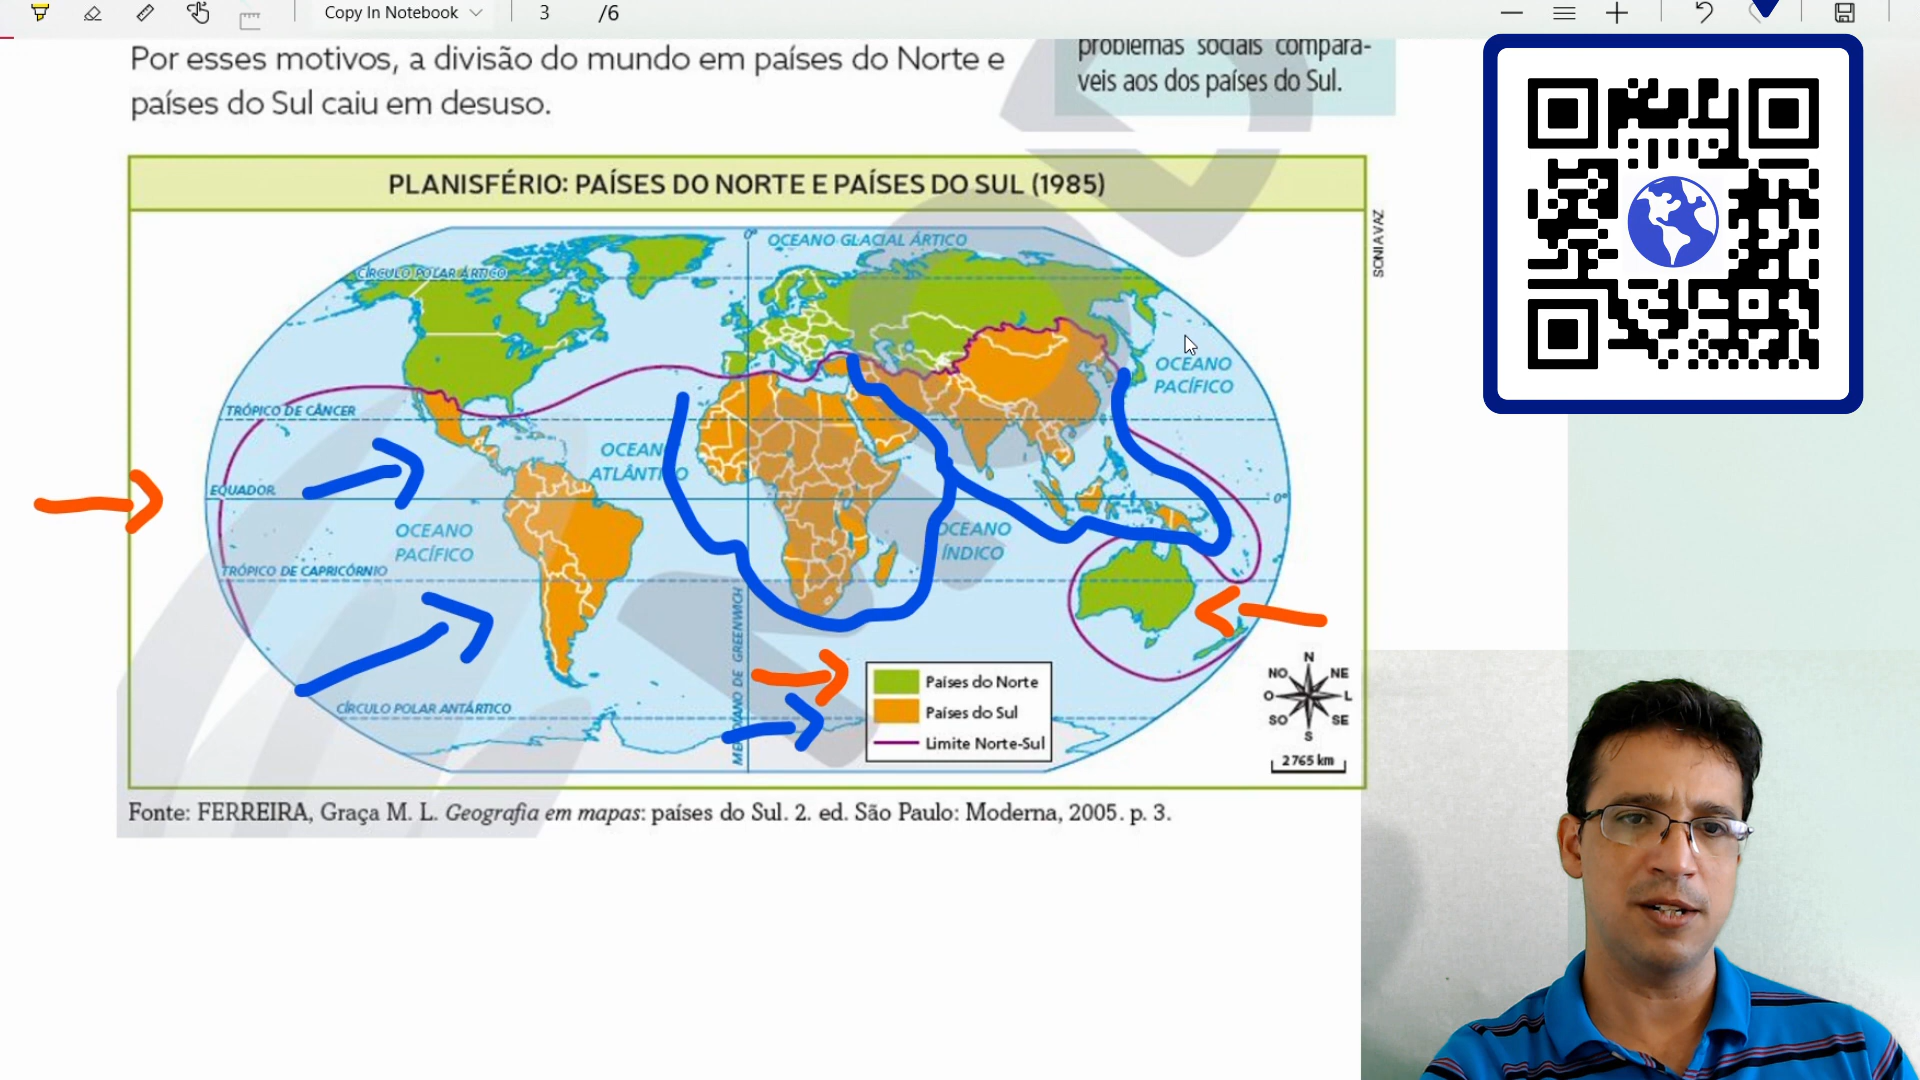 Copy In Notebook 3 /6
Por esses motivos, a divisão do mundo em países do Norte e
países do Sul caiu em desuso.
problemas sociais compará-
veis aos dos países do Sul.
PLANISFÉRIO: PAÍSES DO NORTE E PAÍSES DO SUL (1985)
SONIA VAZ
0°
OCEANO GLACIAL ÁRTICO
CÍRCULO POLAR ÁRTICO
OCEANO
PACÍFICO
TRÓPICO DE CÂNCER
OCEANO
ATLÂNTICO
EQUADOR
0°
OCEANO
PACÍFICO
OCEANO
ÍNDICO
TRÓPICO DE CAPRICÓRNIO
MERIDIANO DE GREENWICH
CÍRCULO POLAR ANTÁRTICO
Países do Norte
Países do Sul
Limite Norte-Sul
N
NO NE
O L
SO SE
S
2 765 km
Fonte: FERREIRA, Graça M. L. Geografia em mapas: países do Sul. 2. ed. São Paulo: Moderna, 2005. p. 3.